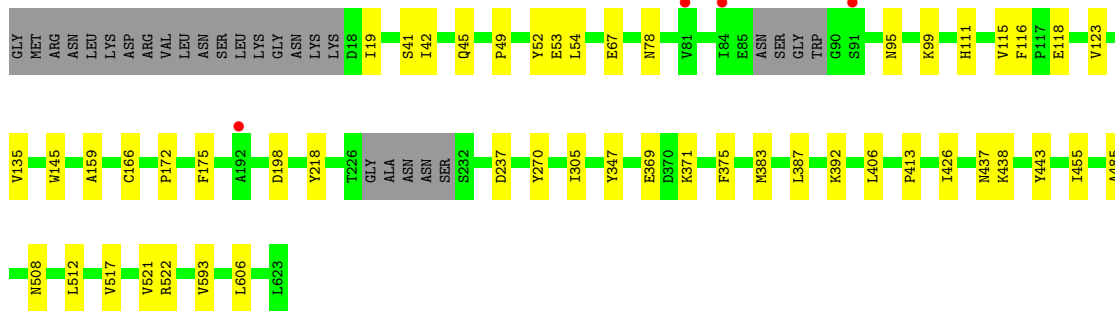 GLY MET ARG ASN LEU LYS ASP ARG VAL LEU ASN SER LEU LYS GLY ASN LYS LYS D18 I19 S41 I42 Q45 P49 Y52 E53 L54 E67 N78 V81 I84 E85 ASN SER GLY TRP G90 S91 N95 K99 H111 V115 F116 P117 E118 V123
V135 W145 A159 C166 P172 F175 A192 D198 Y218 T226 GLY ALA ASN ASN SER S232 D237 Y270 I305 Y347 E369 D370 K371 F375 M383 L387 K392 L406 P413 I426 N437 K438 Y443 I455 A485
N508 L512 V517 V521 R522 V593 L606 L623